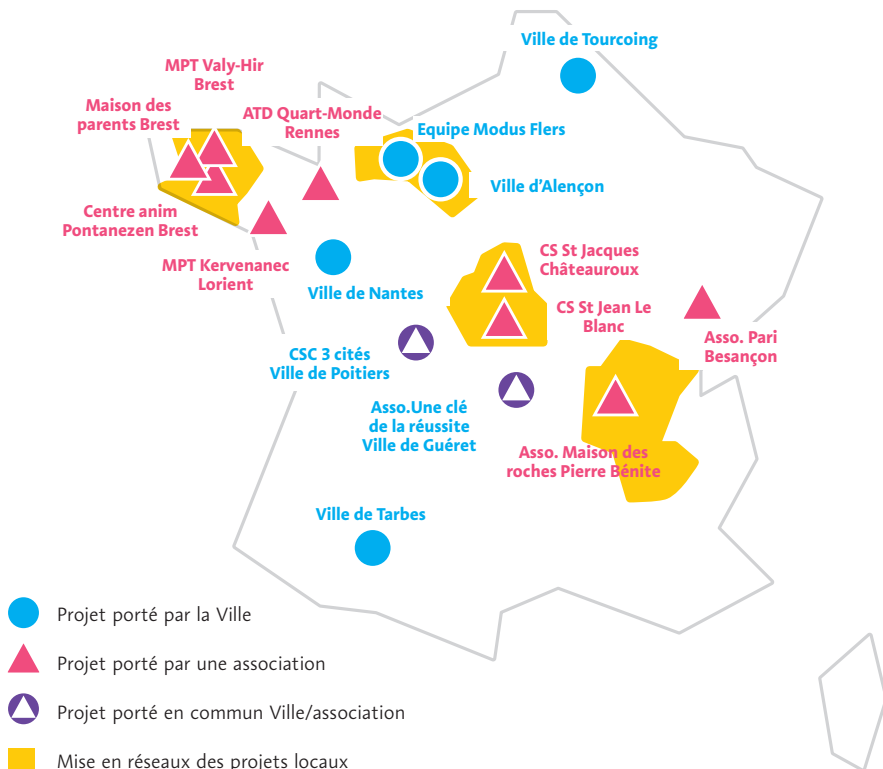 Ville de Tourcoing
MPT Valy-Hir
Brest
Maison des
parents Brest
ATD Quart-Monde
Rennes
Equipe Modus Flers
Ville d’Alençon
Centre anim
Pontanezen Brest
MPT Kervenanec
Lorient
Ville de Nantes
CS St Jacques
Châteauroux
CS St Jean Le
Blanc
Asso. Pari
Besançon
CSC 3 cités
Ville de Poitiers
Asso.Une clé
de la réussite
Ville de Guéret
Asso. Maison des
roches Pierre Bénite
Ville de Tarbes
Projet porté par la Ville
Projet porté par une association
Projet porté en commun Ville/association
Mise en réseaux des projets locaux